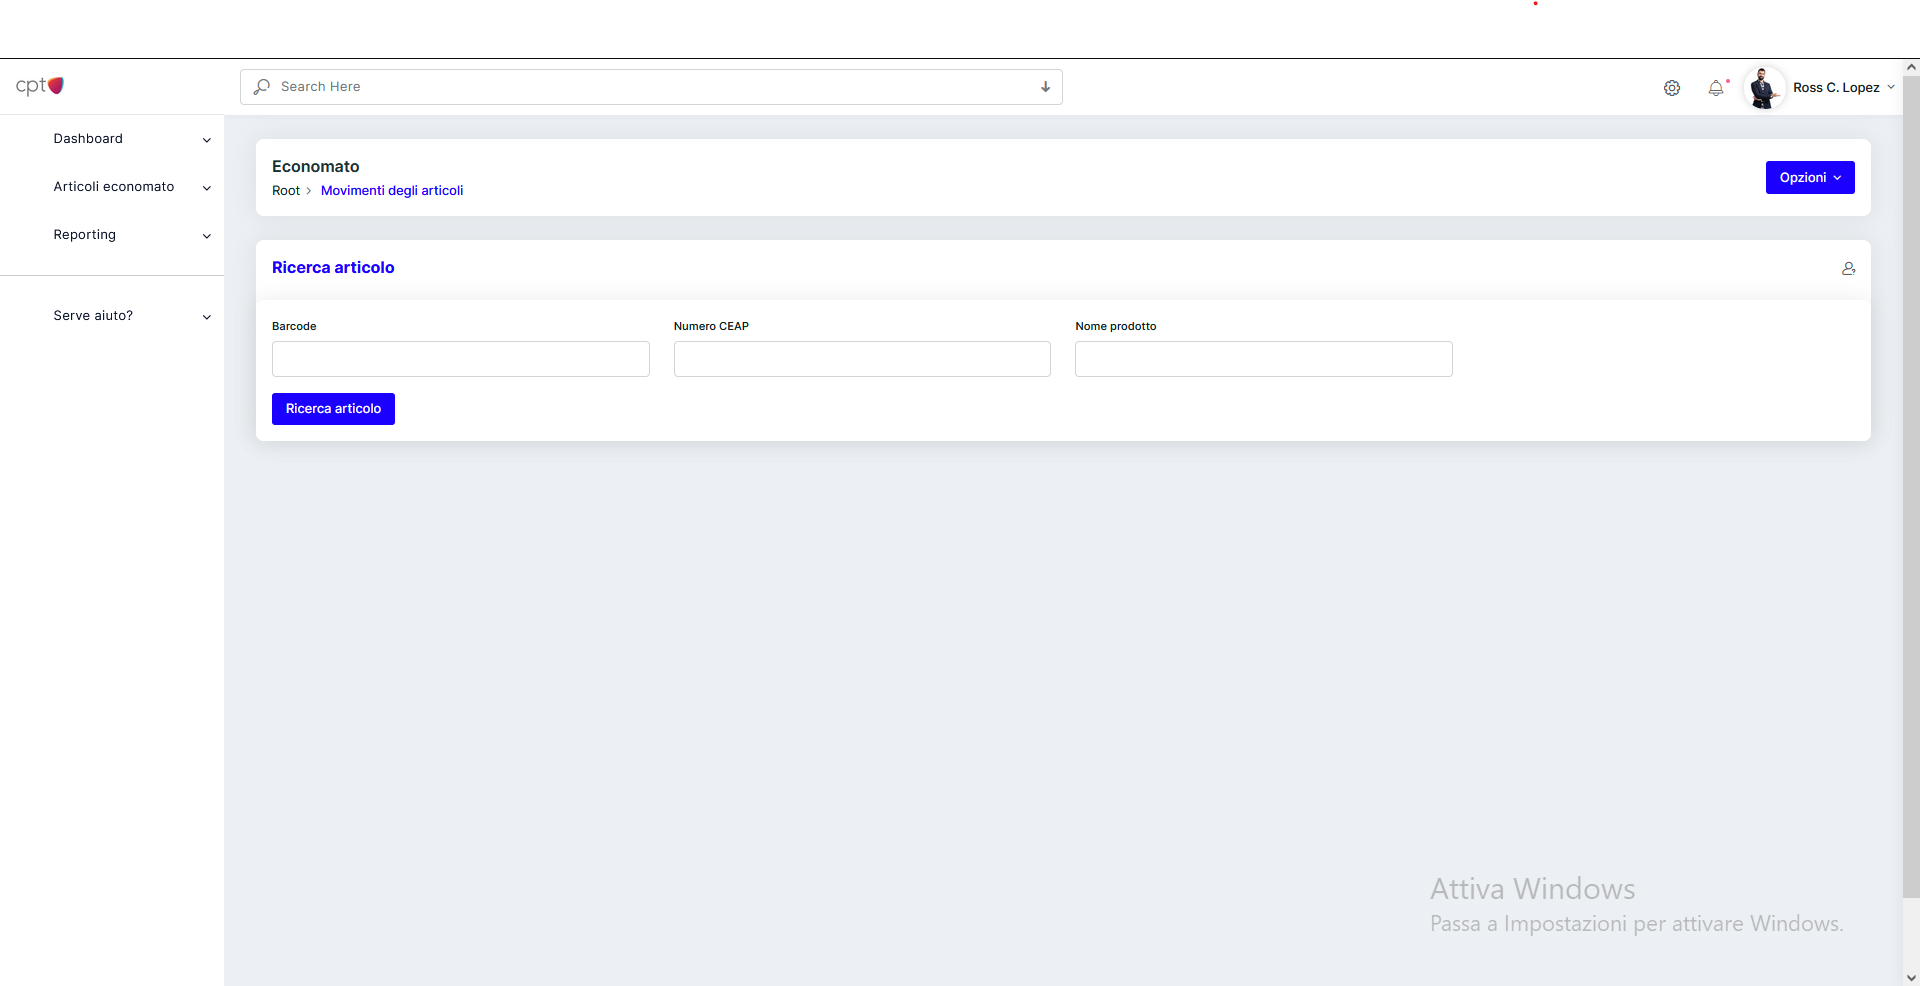 cpt
Search Here
Ross C. Lopez
Dashboard
Articoli economato
Reporting
Serve aiuto?
Economato
Root > Movimenti degli articoli
Opzioni
Ricerca articolo
Barcode
Numero CEAP
Nome prodotto
Ricerca articolo
Attiva Windows
Passa a Impostazioni per attivare Windows.